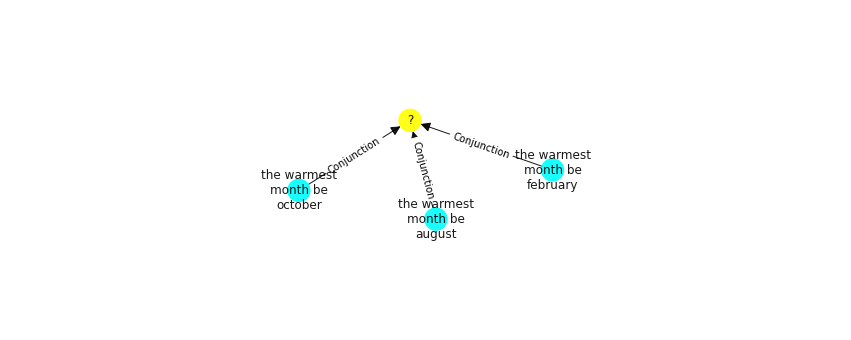 ?
Conjunction
Conjunction
Conjunction
the warmest
month be
february
the warmest
month be
october
the warmest
month be
august